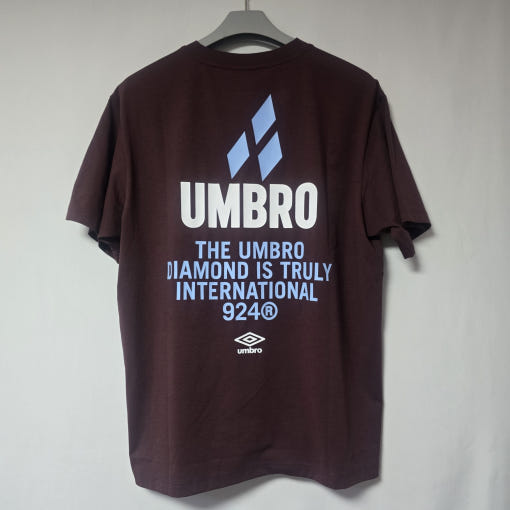 UMBRO
THE UMBRO
DIAMOND IS TRULY
INTERNATIONAL
924®
umbro